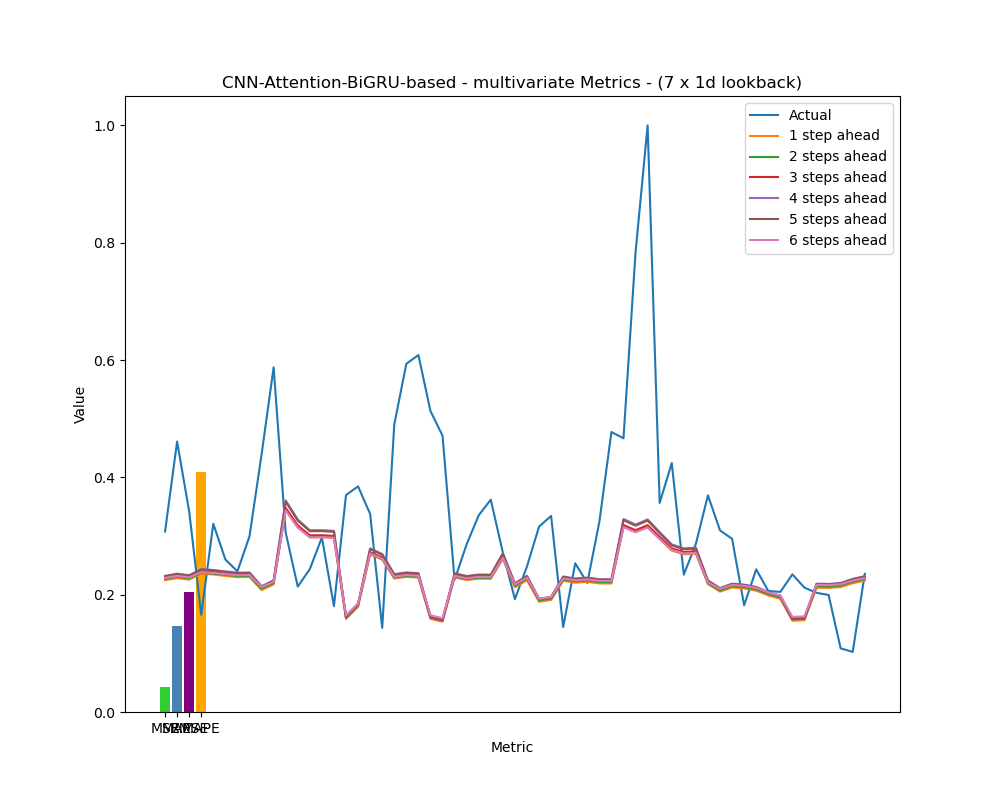 CNN-Attention-BiGRU-based - multivariate Metrics - (7 x 1d lookback)
Actual
1 step ahead
2 steps ahead
3 steps ahead
4 steps ahead
5 steps ahead
6 steps ahead
1.0
0.8
0.6
0.4
0.2
0.0
Value
Metric